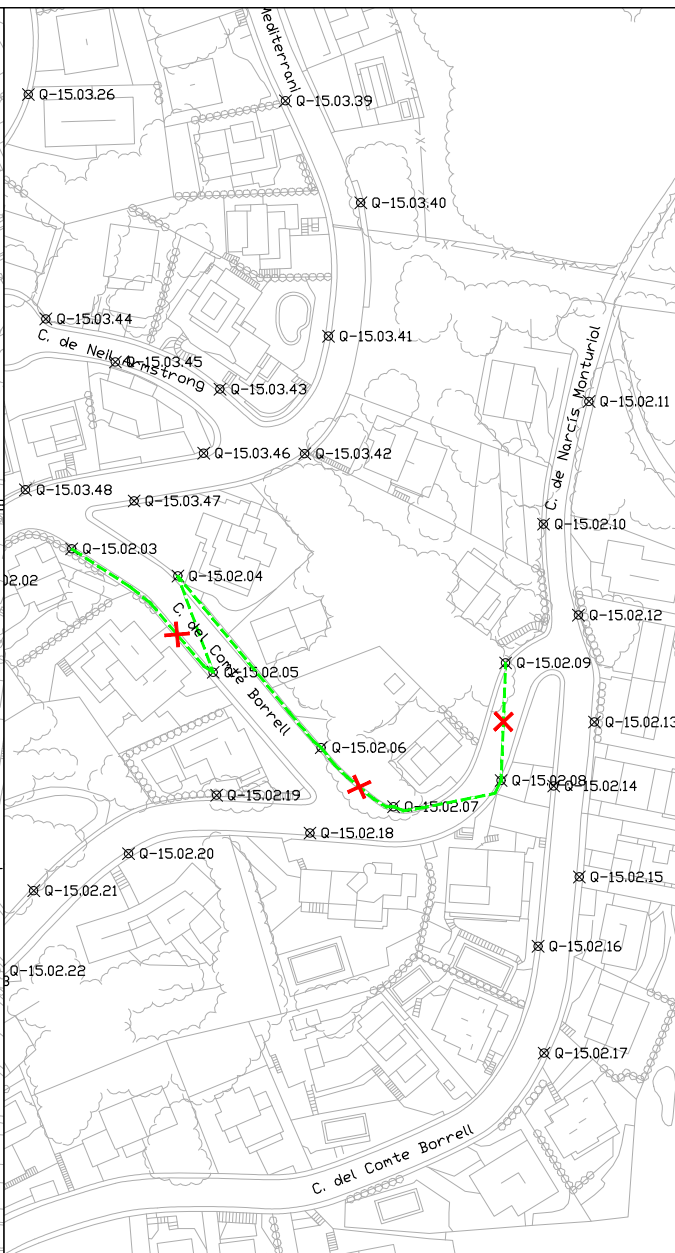 Mediterrani
Q-15.03.26
Q-15.03.39
Q-15.03.40
Q-15.03.44
Q-15.03.41
C. de Neil Armstrong
Q-15.03.45
Q-15.03.43
C. de Narcís Monturiol
Q-15.02.11
Q-15.03.46
Q-15.03.42
Q-15.03.48
Q-15.03.47
Q-15.02.10
Q-15.02.03
02.02
Q-15.02.04
C. del Comte Borrell
Q-15.02.12
Q-15.02.09
Q-15.02.05
Q-15.02.13
Q-15.02.06
Q-15.02.08
Q-15.02.14
Q-15.02.19
Q-15.02.07
Q-15.02.18
Q-15.02.20
Q-15.02.15
Q-15.02.21
Q-15.02.16
Q-15.02.22
Q-15.02.17
C. del Comte Borrell